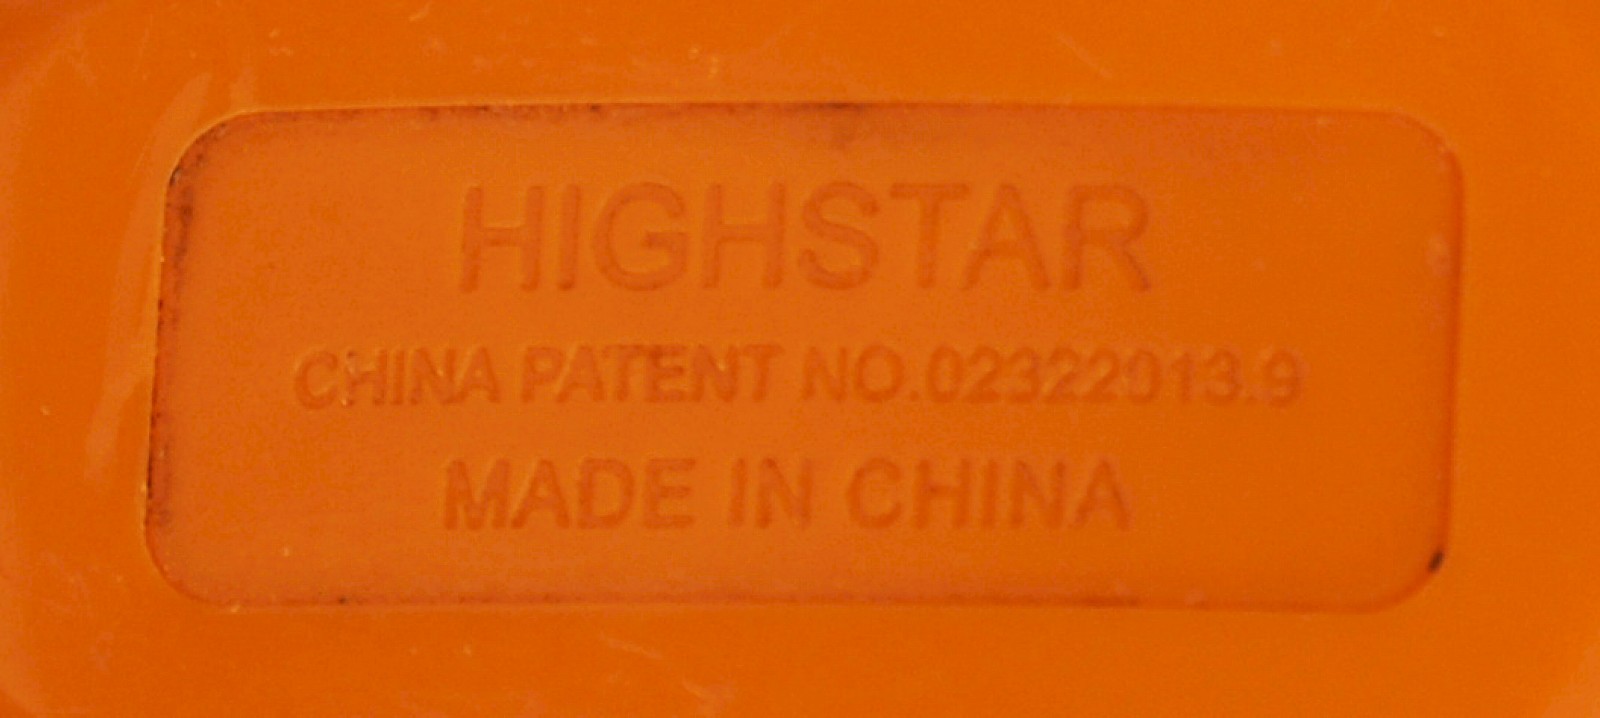 HIGHSTAR
CHINA PATENT NO.02322013.9
MADE IN CHINA